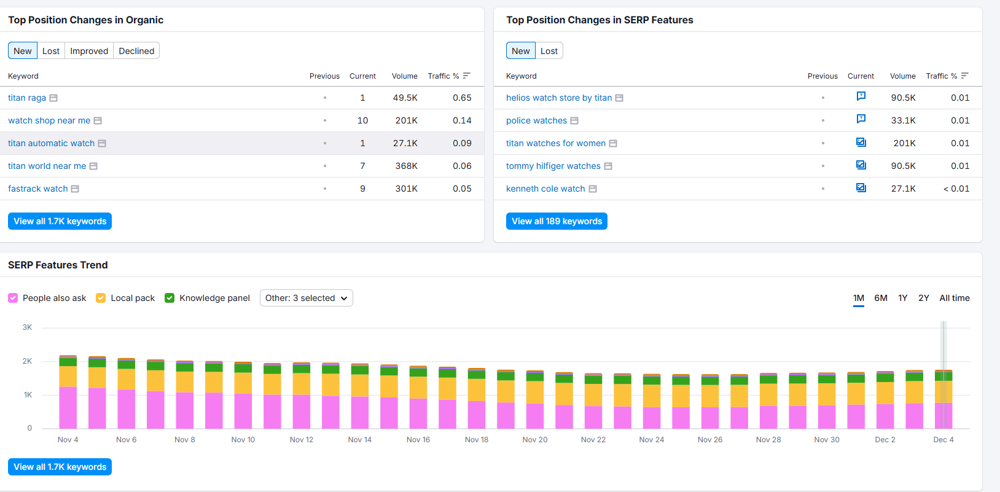 Top Position Changes in Organic
New Lost Improved Declined
Keyword Previous Current Volume Traffic %
titan raga 1 49.5K 0.65
watch shop near me 10 201K 0.14
titan automatic watch 1 27.1K 0.09
titan world near me 7 368K 0.06
fastrack watch 9 301K 0.05
View all 1.7K keywords
Top Position Changes in SERP Features
New Lost
Keyword Previous Current Volume Traffic %
helios watch store by titan 90.5K 0.01
police watches 33.1K 0.01
titan watches for women 201K 0.01
tommy hilfiger watches 90.5K 0.01
kenneth cole watch 27.1K < 0.01
View all 189 keywords
SERP Features Trend
People also ask Local pack Knowledge panel Other: 3 selected 1M 6M 1Y 2Y All time
3K
2K
1K
0
Nov 4 Nov 6 Nov 8 Nov 10 Nov 12 Nov 14 Nov 16 Nov 18 Nov 20 Nov 22 Nov 24 Nov 26 Nov 28 Nov 30 Dec 2 Dec 4
View all 1.7K keywords